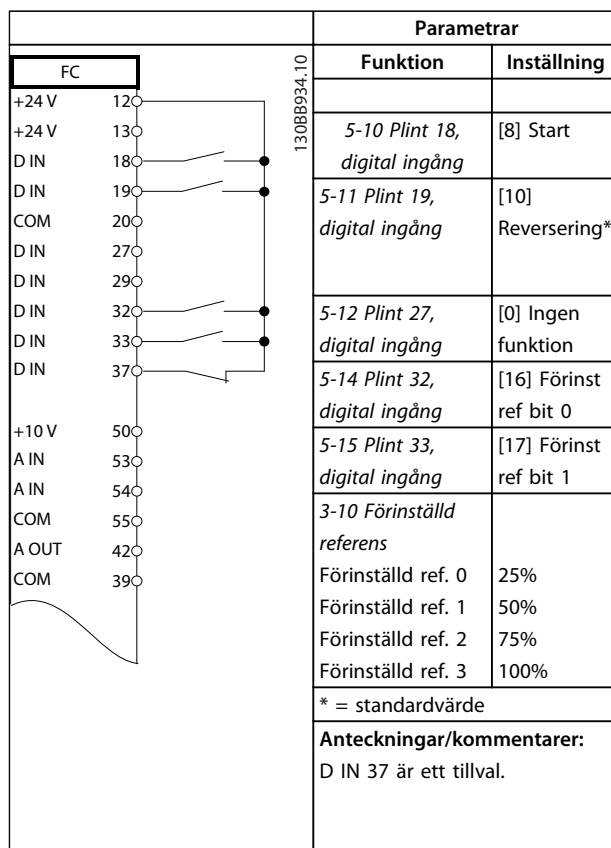 FC
+24 V 12
+24 V 13
D IN 18
D IN 19
COM 20
D IN 27
D IN 29
D IN 32
D IN 33
D IN 37
+10 V 50
A IN 53
A IN 54
COM 55
A OUT 42
COM 39
130BB934.10
Parametrar
Funktion Inställning
5-10 Plint 18, [8] Start
digital ingång
5-11 Plint 19, [10]
digital ingång Reversering*
5-12 Plint 27, [0] Ingen
digital ingång funktion
5-14 Plint 32, [16] Förinst
digital ingång ref bit 0
5-15 Plint 33, [17] Förinst
digital ingång ref bit 1
3-10 Förinställd
referens
Förinställd ref. 0 25%
Förinställd ref. 1 50%
Förinställd ref. 2 75%
Förinställd ref. 3 100%
* = standardvärde
Anteckningar/kommentarer:
D IN 37 är ett tillval.